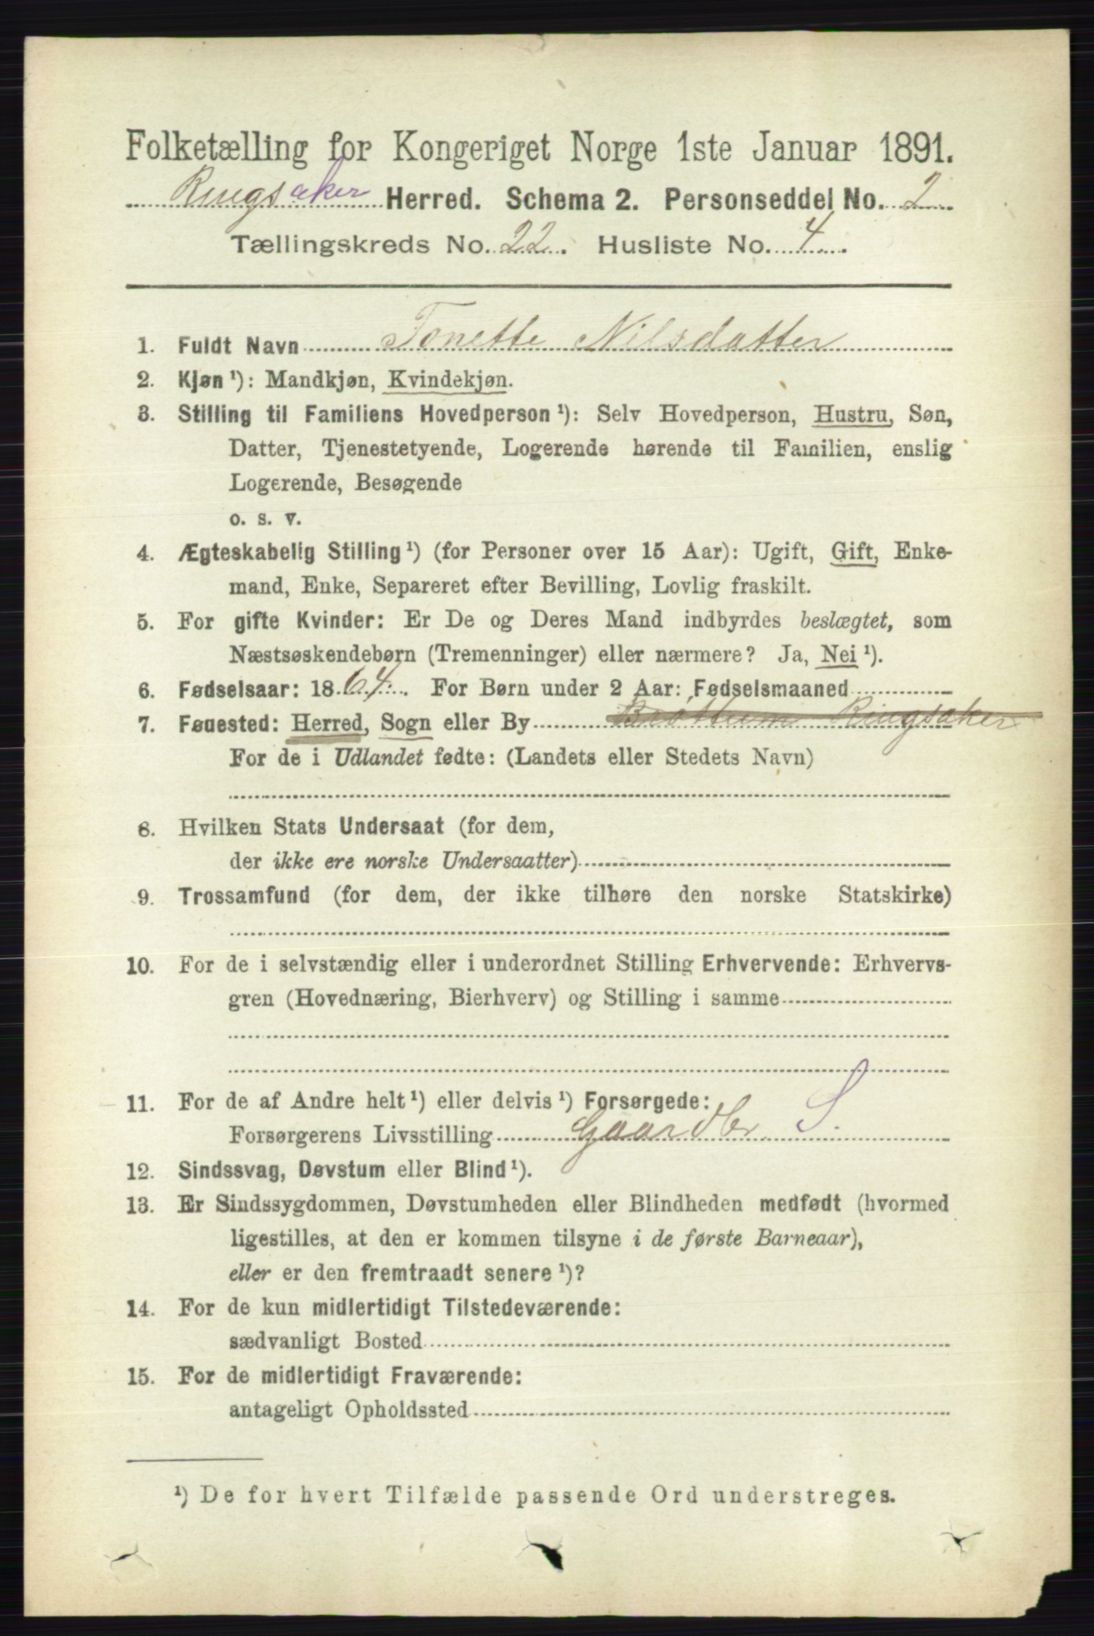 Folketælling for Kongeriget Norge 1ste Januar 1891.
Ringsaker Herred. Schema 2. Personseddel No. 2
Tællingskreds No. 22. Husliste No. 4.
1. Fuldt Navn Tonette Nilsdatter
2. Kjøn ¹): Mandkjøn, Kvindekjøn.
3. Stilling til Familiens Hovedperson ¹): Selv Hovedperson, Hustru, Søn,
Datter, Tjenestetyende, Logerende hørende til Familien, enslig
Logerende, Besøgende
o. s. v.
4. Ægteskabelig Stilling ¹) (for Personer over 15 Aar): Ugift, Gift, Enke-
mand, Enke, Separeret efter Bevilling, Lovlig fraskilt.
5. For gifte Kvinder: Er De og Deres Mand indbyrdes beslægtet, som
Næstsøskendebørn (Tremenninger) eller nærmere? Ja, Nei ¹).
6. Fødselsaar: 1864. For Børn under 2 Aar: Fødselsmaaned
7. Fødested: Herred, Sogn eller By Brøttum Ringsaker
For de i Udlandet fødte: (Landets eller Stedets Navn)
8. Hvilken Stats Undersaat (for dem,
der ikke ere norske Undersaatter)
9. Trossamfund (for dem, der ikke tilhøre den norske Statskirke)
10. For de i selvstændig eller i underordnet Stilling Erhvervende: Erhvervs-
gren (Hovednæring, Bierhverv) og Stilling i samme
11. For de af Andre helt ¹) eller delvis ¹) Forsørgede:
Forsørgerens Livsstilling Gaardbr. S.
12. Sindssvag, Døvstum eller Blind ¹).
13. Er Sindssygdommen, Døvstumheden eller Blindheden medfødt (hvormed
ligestilles, at den er kommen tilsyne i de første Barneaar),
eller er den fremtraadt senere ¹)?
14. For de kun midlertidigt Tilstedeværende:
sædvanligt Bosted
15. For de midlertidigt Fraværende:
antageligt Opholdssted
¹) De for hvert Tilfælde passende Ord understreges.